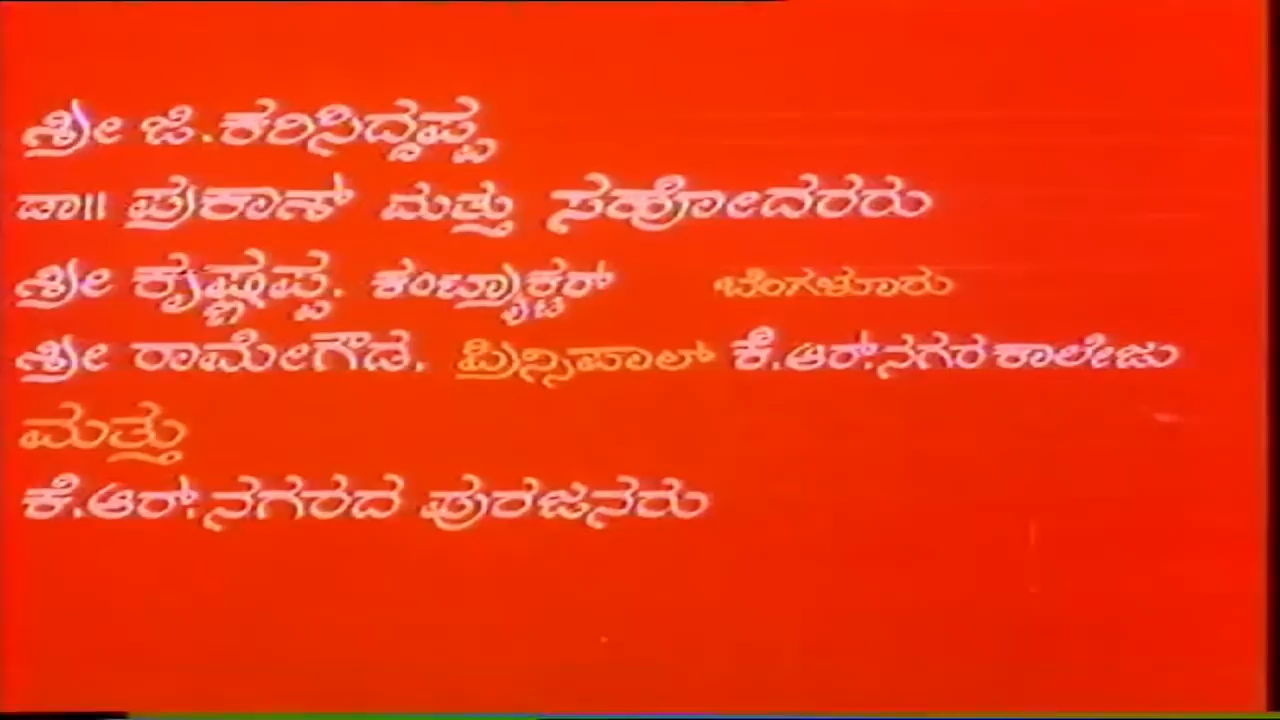 ಶ್ರೀ ಜಿ.ಕರಿಸಿದ್ದಪ್ಪ
ಡಾ॥ ಪ್ರಕಾಶ್ ಮತ್ತು ಸಹೋದರರು
ಶ್ರೀ ಕೃಷ್ಣಪ್ಪ. ಕಂಟ್ರ್ಯಾಕ್ಟರ್ ಬೆಂಗಳೂರು
ಶ್ರೀ ರಾಮೇಗೌಡ. ಪ್ರಿನ್ಸಿಪಾಲ್ ಕೆ.ಆರ್.ನಗರ ಕಾಲೇಜು
ಮತ್ತು
ಕೆ.ಆರ್.ನಗರದ ಪುರಜನರು